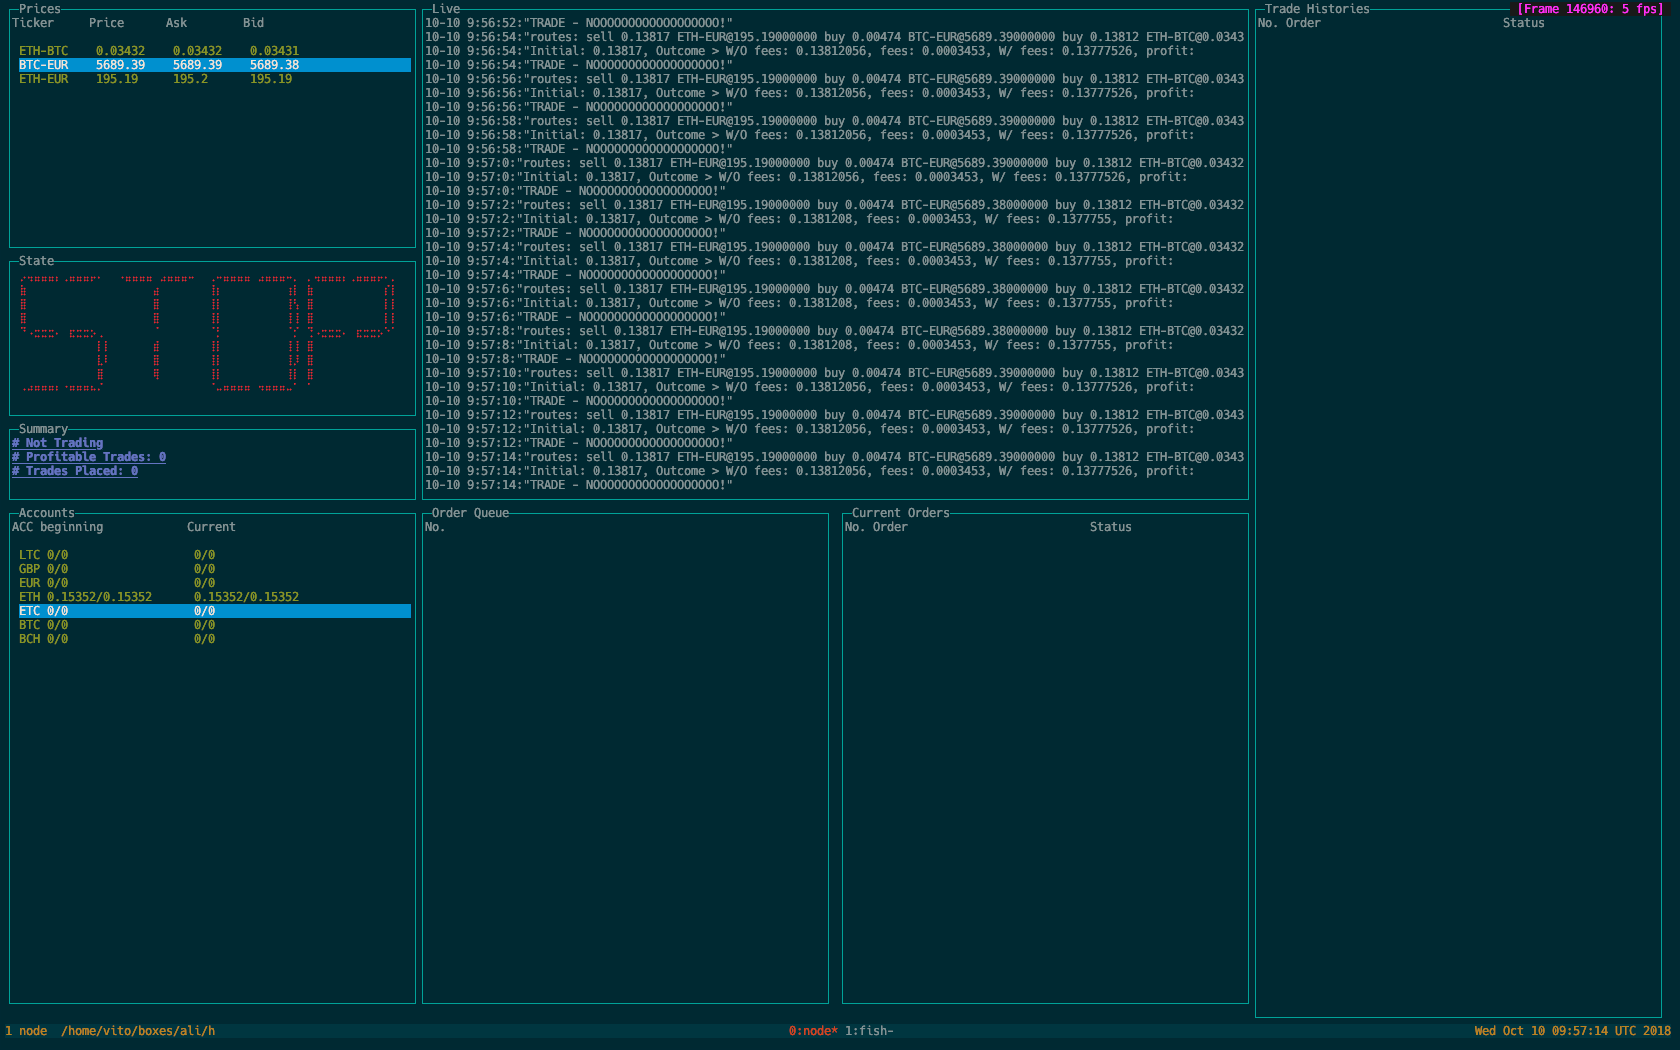 Prices
Ticker Price Ask Bid
ETH-BTC 0.03432 0.03432 0.03431
BTC-EUR 5689.39 5689.39 5689.38
ETH-EUR 195.19 195.2 195.19
State
STOP
Summary
# Not Trading
# Profitable Trades: 0
# Trades Placed: 0
Accounts
ACC beginning Current
LTC 0/0 0/0
GBP 0/0 0/0
EUR 0/0 0/0
ETH 0.15352/0.15352 0.15352/0.15352
ETC 0/0 0/0
BTC 0/0 0/0
BCH 0/0 0/0
Live
10-10 9:56:52:"TRADE - NOOOOOOOOOOOOOOOOOO!"
10-10 9:56:54:"routes: sell 0.13817 ETH-EUR@195.19000000 buy 0.00474 BTC-EUR@5689.39000000 buy 0.13812 ETH-BTC@0.0343
10-10 9:56:54:"Initial: 0.13817, Outcome > W/O fees: 0.13812056, fees: 0.0003453, W/ fees: 0.13777526, profit:
10-10 9:56:54:"TRADE - NOOOOOOOOOOOOOOOOOO!"
10-10 9:56:56:"routes: sell 0.13817 ETH-EUR@195.19000000 buy 0.00474 BTC-EUR@5689.39000000 buy 0.13812 ETH-BTC@0.0343
10-10 9:56:56:"Initial: 0.13817, Outcome > W/O fees: 0.13812056, fees: 0.0003453, W/ fees: 0.13777526, profit:
10-10 9:56:56:"TRADE - NOOOOOOOOOOOOOOOOOO!"
10-10 9:56:58:"routes: sell 0.13817 ETH-EUR@195.19000000 buy 0.00474 BTC-EUR@5689.39000000 buy 0.13812 ETH-BTC@0.0343
10-10 9:56:58:"Initial: 0.13817, Outcome > W/O fees: 0.13812056, fees: 0.0003453, W/ fees: 0.13777526, profit:
10-10 9:56:58:"TRADE - NOOOOOOOOOOOOOOOOOO!"
10-10 9:57:0:"routes: sell 0.13817 ETH-EUR@195.19000000 buy 0.00474 BTC-EUR@5689.39000000 buy 0.13812 ETH-BTC@0.03432
10-10 9:57:0:"Initial: 0.13817, Outcome > W/O fees: 0.13812056, fees: 0.0003453, W/ fees: 0.13777526, profit:
10-10 9:57:0:"TRADE - NOOOOOOOOOOOOOOOOOO!"
10-10 9:57:2:"routes: sell 0.13817 ETH-EUR@195.19000000 buy 0.00474 BTC-EUR@5689.38000000 buy 0.13812 ETH-BTC@0.03432
10-10 9:57:2:"Initial: 0.13817, Outcome > W/O fees: 0.1381208, fees: 0.0003453, W/ fees: 0.1377755, profit:
10-10 9:57:2:"TRADE - NOOOOOOOOOOOOOOOOOO!"
10-10 9:57:4:"routes: sell 0.13817 ETH-EUR@195.19000000 buy 0.00474 BTC-EUR@5689.38000000 buy 0.13812 ETH-BTC@0.03432
10-10 9:57:4:"Initial: 0.13817, Outcome > W/O fees: 0.1381208, fees: 0.0003453, W/ fees: 0.1377755, profit:
10-10 9:57:4:"TRADE - NOOOOOOOOOOOOOOOOOO!"
10-10 9:57:6:"routes: sell 0.13817 ETH-EUR@195.19000000 buy 0.00474 BTC-EUR@5689.38000000 buy 0.13812 ETH-BTC@0.03432
10-10 9:57:6:"Initial: 0.13817, Outcome > W/O fees: 0.1381208, fees: 0.0003453, W/ fees: 0.1377755, profit:
10-10 9:57:6:"TRADE - NOOOOOOOOOOOOOOOOOO!"
10-10 9:57:8:"routes: sell 0.13817 ETH-EUR@195.19000000 buy 0.00474 BTC-EUR@5689.38000000 buy 0.13812 ETH-BTC@0.03432
10-10 9:57:8:"Initial: 0.13817, Outcome > W/O fees: 0.1381208, fees: 0.0003453, W/ fees: 0.1377755, profit:
10-10 9:57:8:"TRADE - NOOOOOOOOOOOOOOOOOO!"
10-10 9:57:10:"routes: sell 0.13817 ETH-EUR@195.19000000 buy 0.00474 BTC-EUR@5689.39000000 buy 0.13812 ETH-BTC@0.0343
10-10 9:57:10:"Initial: 0.13817, Outcome > W/O fees: 0.13812056, fees: 0.0003453, W/ fees: 0.13777526, profit:
10-10 9:57:10:"TRADE - NOOOOOOOOOOOOOOOOOO!"
10-10 9:57:12:"routes: sell 0.13817 ETH-EUR@195.19000000 buy 0.00474 BTC-EUR@5689.39000000 buy 0.13812 ETH-BTC@0.0343
10-10 9:57:12:"Initial: 0.13817, Outcome > W/O fees: 0.13812056, fees: 0.0003453, W/ fees: 0.13777526, profit:
10-10 9:57:12:"TRADE - NOOOOOOOOOOOOOOOOOO!"
10-10 9:57:14:"routes: sell 0.13817 ETH-EUR@195.19000000 buy 0.00474 BTC-EUR@5689.39000000 buy 0.13812 ETH-BTC@0.0343
10-10 9:57:14:"Initial: 0.13817, Outcome > W/O fees: 0.13812056, fees: 0.0003453, W/ fees: 0.13777526, profit:
10-10 9:57:14:"TRADE - NOOOOOOOOOOOOOOOOOO!"
Order Queue
No.
Current Orders
No. Order Status
Trade Histories [Frame 146960: 5 fps]
No. Order Status
1 node /home/vito/boxes/ali/h 0:node* 1:fish- Wed Oct 10 09:57:14 UTC 2018